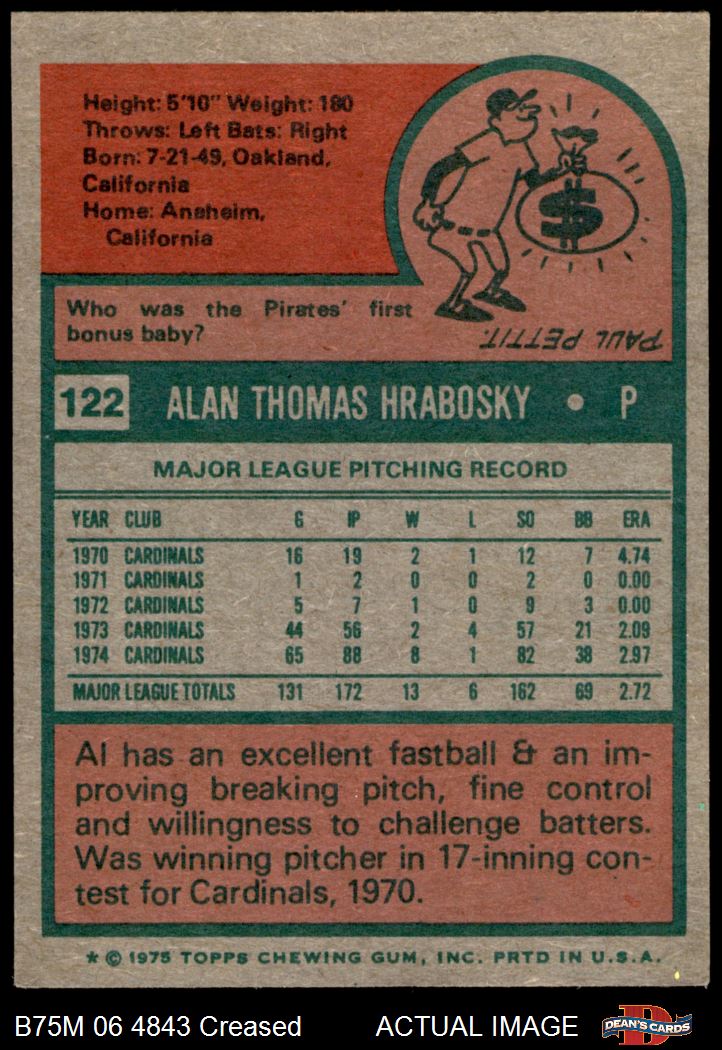 Height: 5'10" Weight: 180
Throws: Left Bats: Right
Born: 7-21-49, Oakland,
California
Home: Anaheim,
California
$
Who was the Pirates' first
bonus baby?
PAUL PETTIT.
122 ALAN THOMAS HRABOSKY • P
MAJOR LEAGUE PITCHING RECORD
YEAR CLUB G IP W L SO BB ERA
1970 CARDINALS 16 19 2 1 12 7 4.74
1971 CARDINALS 1 2 0 0 2 0 0.00
1972 CARDINALS 5 7 1 0 9 3 0.00
1973 CARDINALS 44 56 2 4 57 21 2.09
1974 CARDINALS 65 88 8 1 82 38 2.97
MAJOR LEAGUE TOTALS 131 172 13 6 162 69 2.72
Al has an excellent fastball & an im-
proving breaking pitch, fine control
and willingness to challenge batters.
Was winning pitcher in 17-inning con-
test for Cardinals, 1970.
* © 1975 TOPPS CHEWING GUM, INC. PRTD IN U.S.A.
B75M 06 4843 Creased ACTUAL IMAGE
D
DEAN'S CARDS